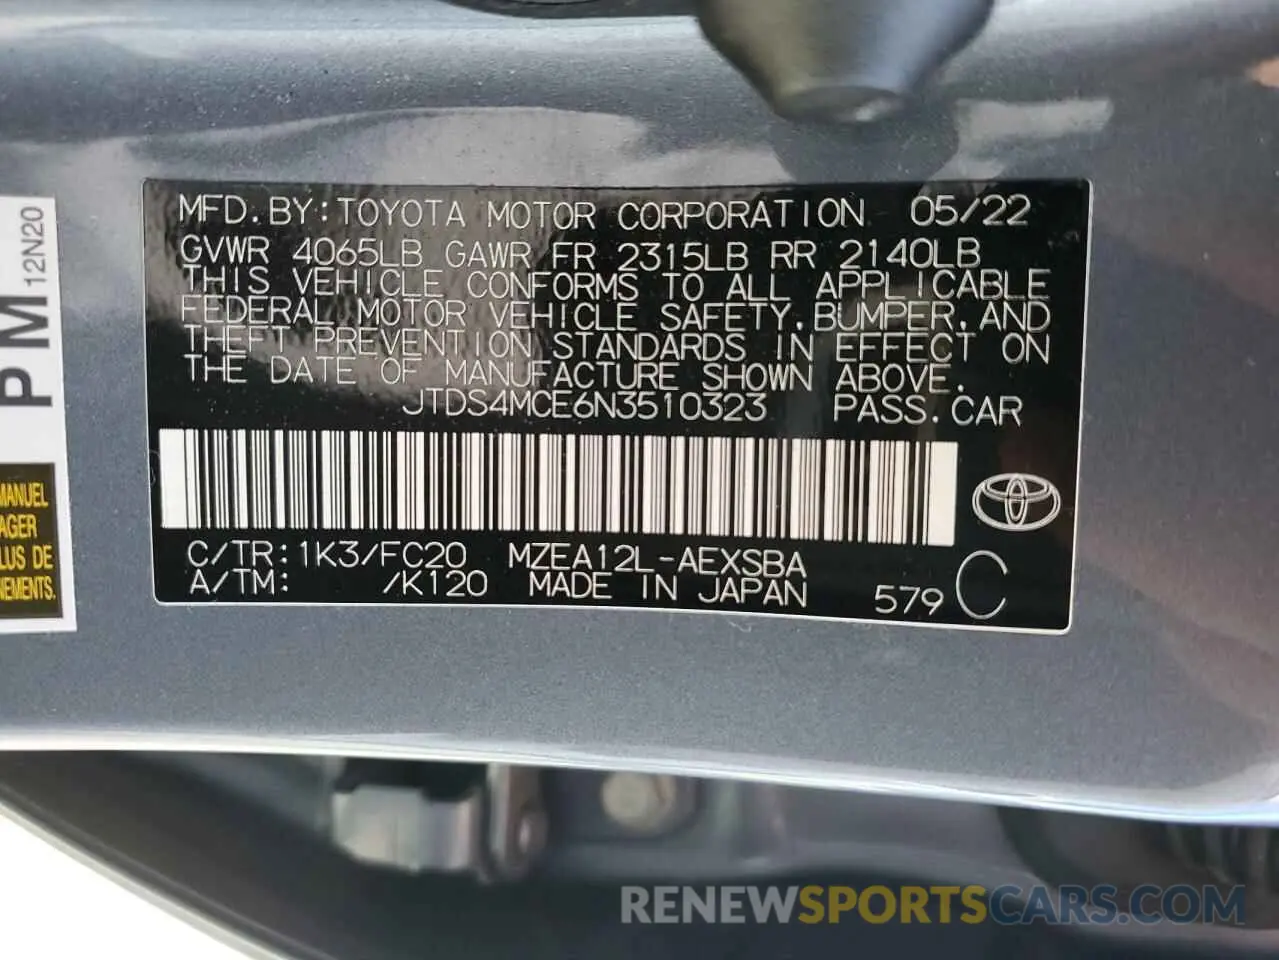 MFD.BY:TOYOTA MOTOR CORPORATION 05/22
GVWR 4065LB GAWR FR 2315LB RR 2140LB
THIS VEHICLE CONFORMS TO ALL APPLICABLE
FEDERAL MOTOR VEHICLE SAFETY,BUMPER,AND
THEFT PREVENTION STANDARDS IN EFFECT ON
THE DATE OF MANUFACTURE SHOWN ABOVE.
JTDS4MCE6N3510323 PASS.CAR
C/TR:1K3/FC20 MZEA12L-AEXSBA
A/TM: /K120 MADE IN JAPAN 579 C
PM 12N20
MANUEL
AGER
LUS DE
NEMENTS.
RENEWSPORTSCARS.COM